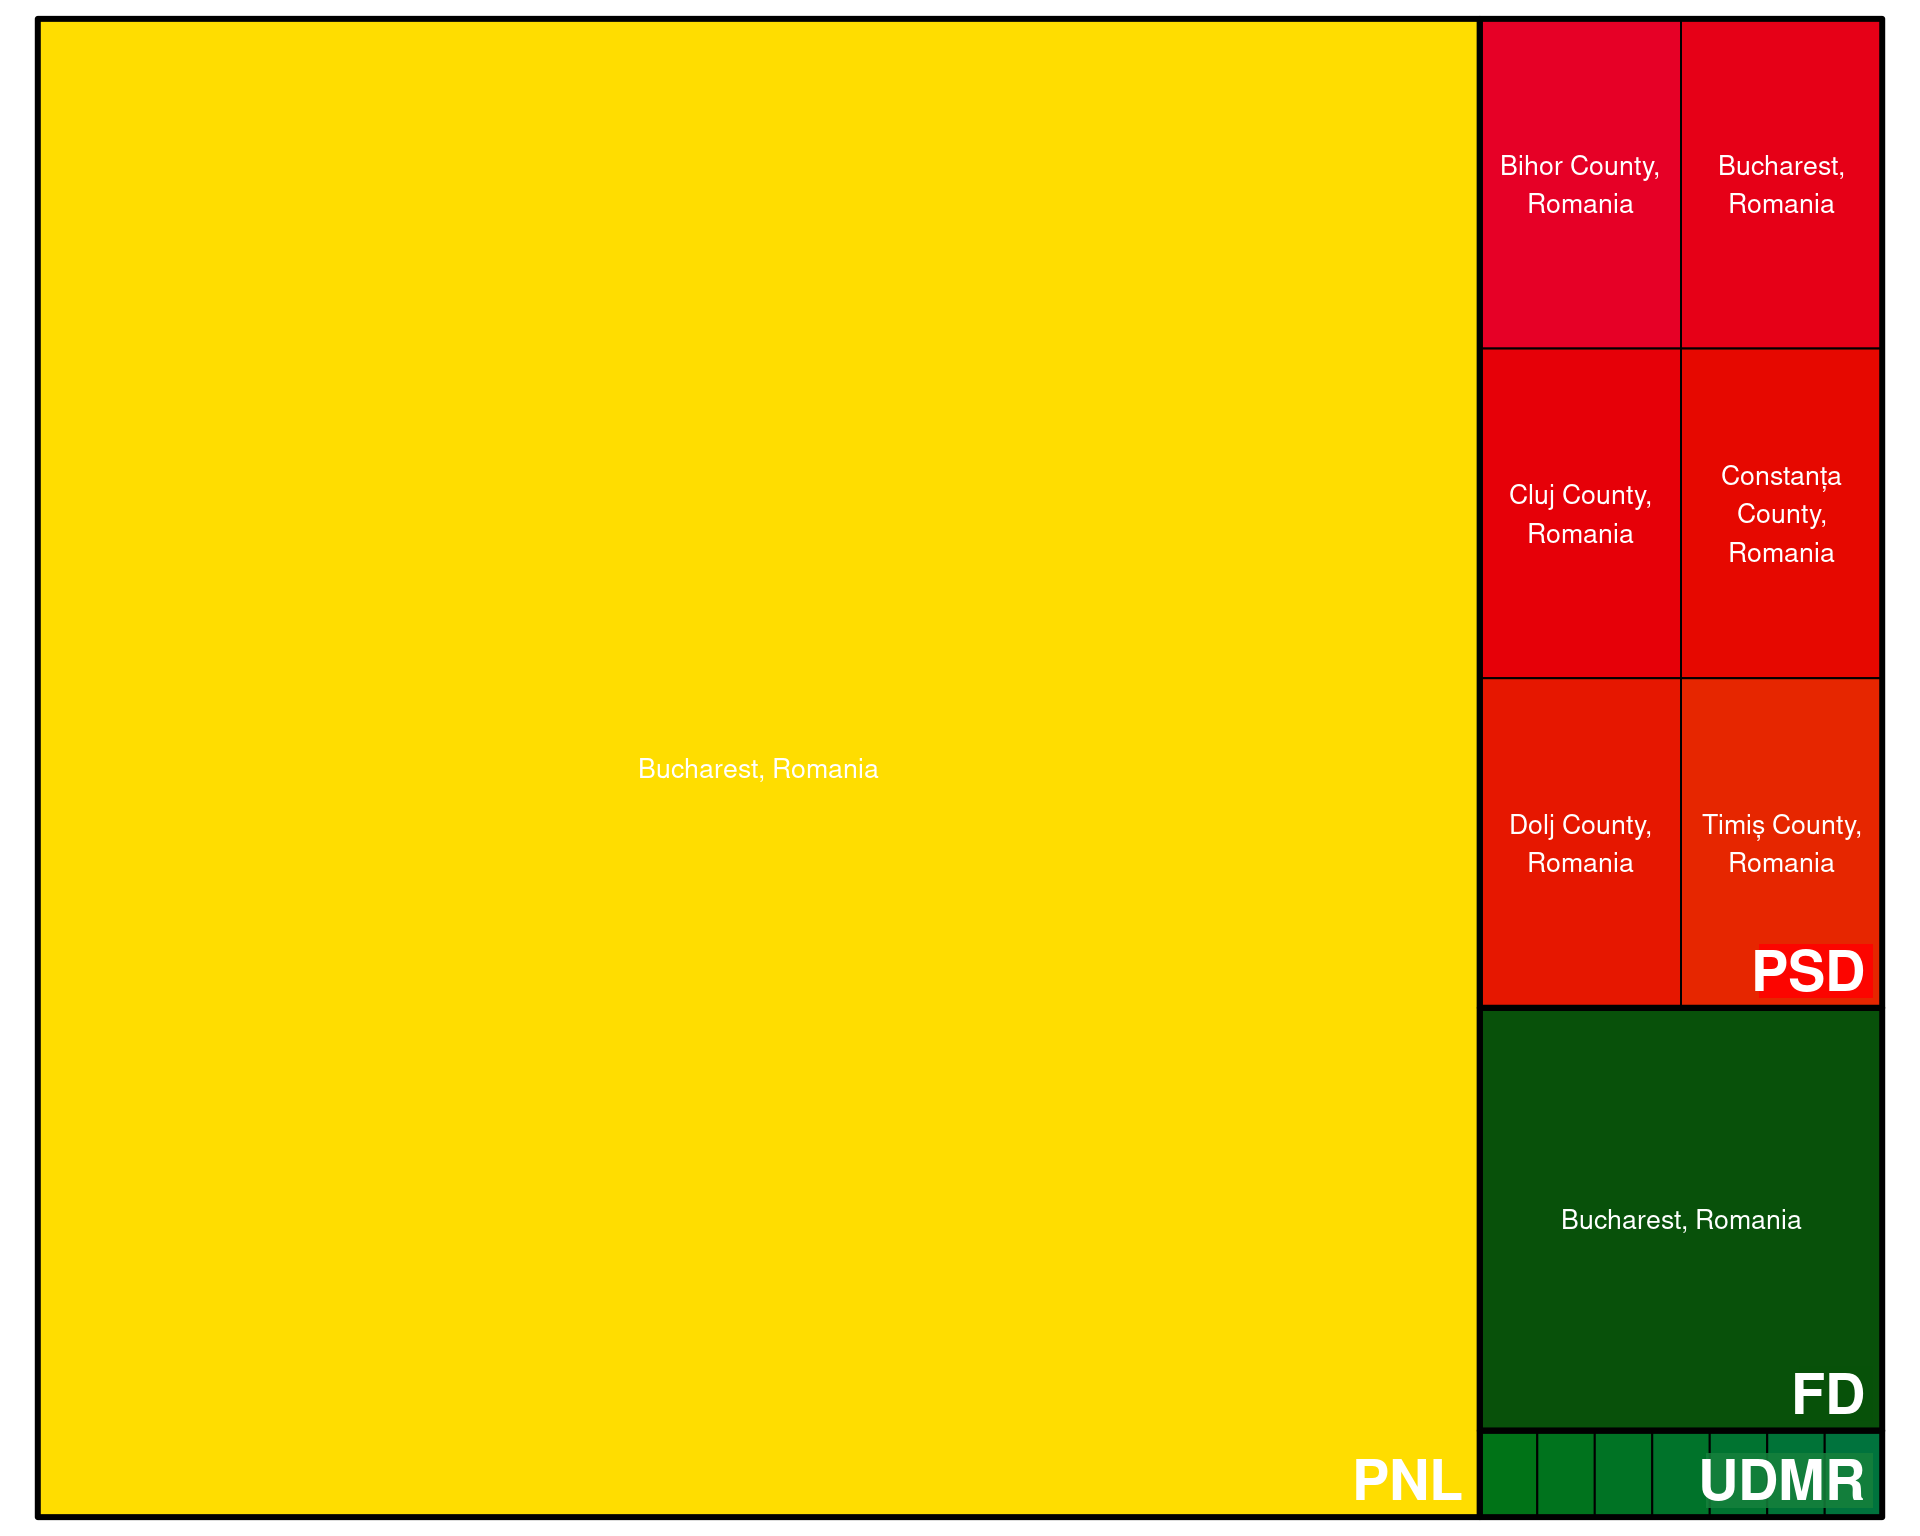 Bucharest, Romania
PNL
Bihor County,
Romania
Bucharest,
Romania
Cluj County,
Romania
Constanța
County,
Romania
Dolj County,
Romania
Timiș County,
Romania
PSD
Bucharest, Romania
FD
UDMR